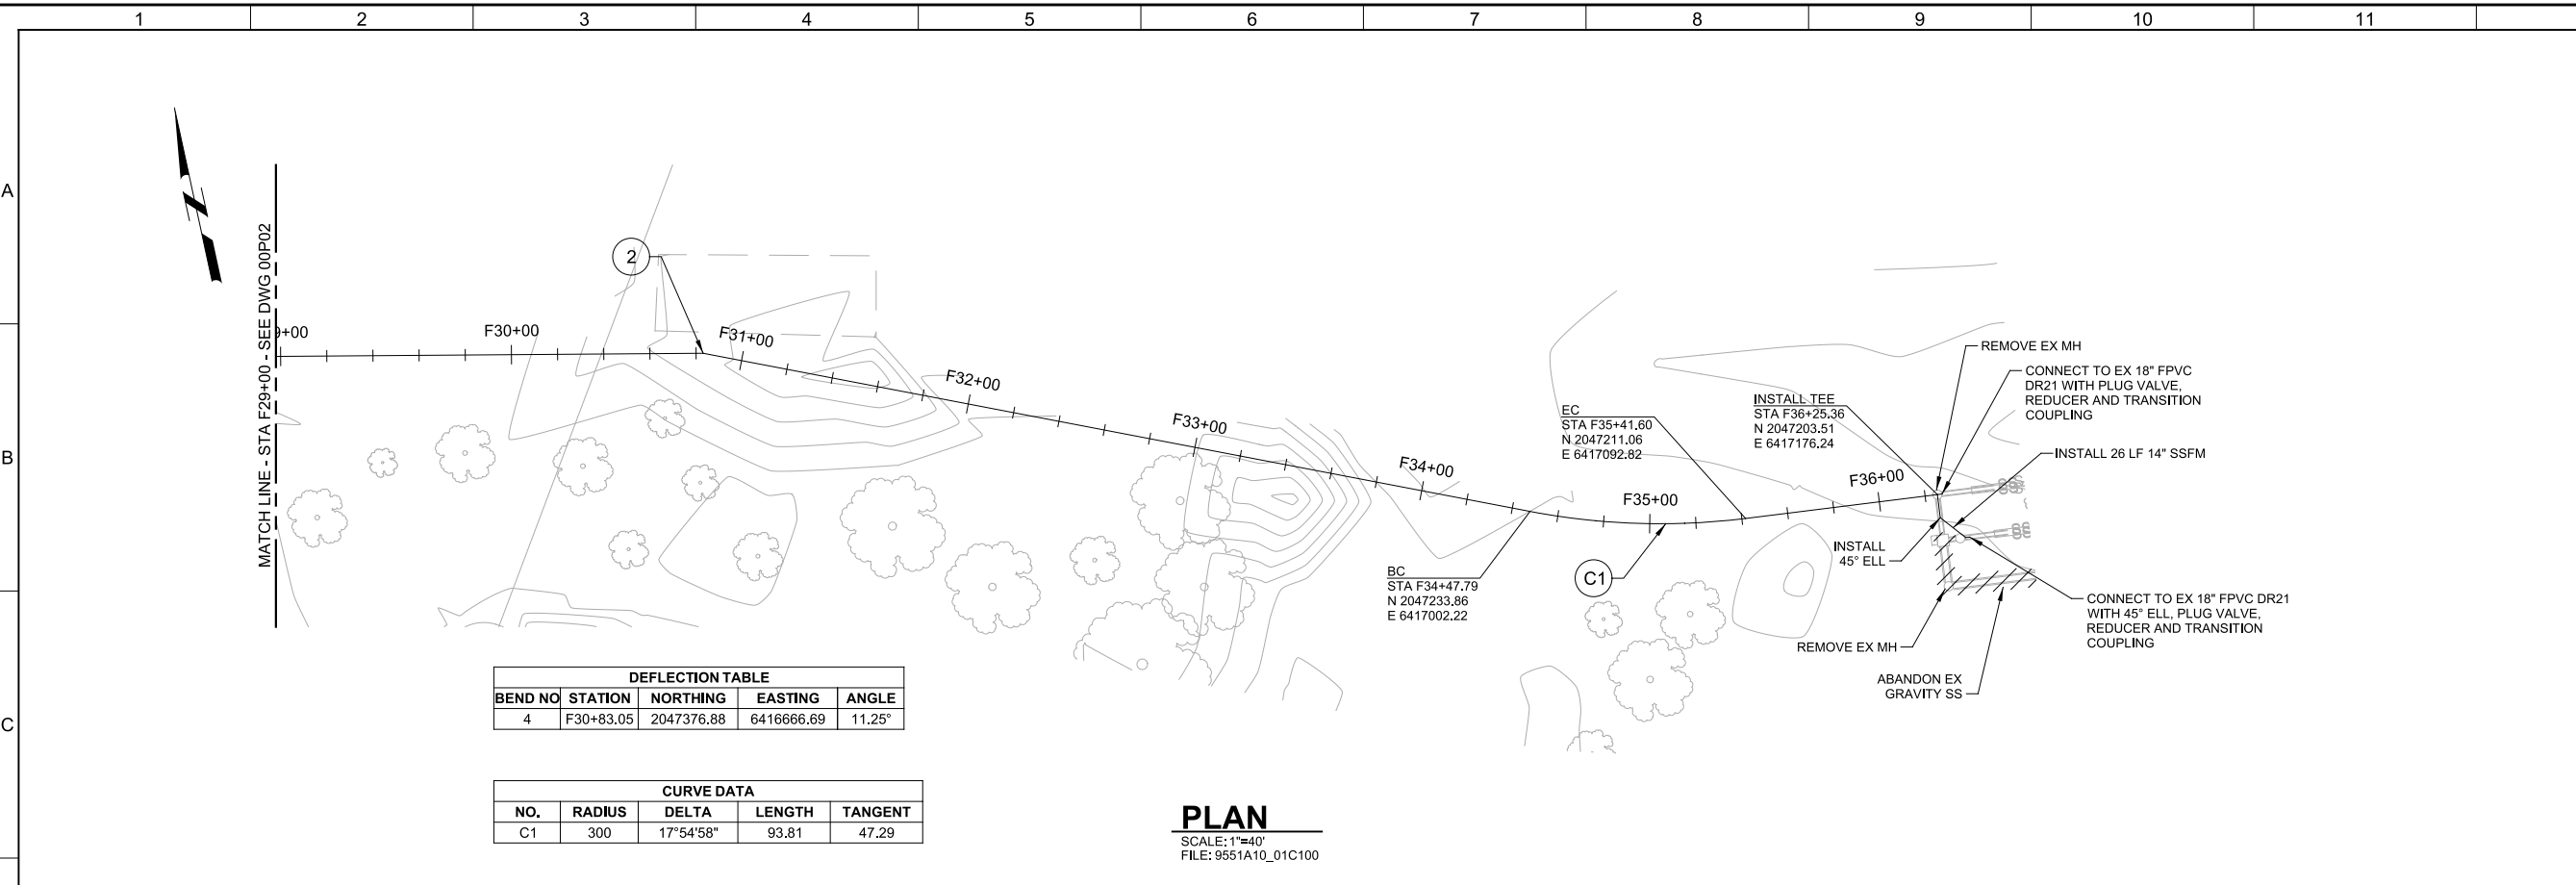 1 2 3 4 5 6 7 8 9 10 11
A
B
C
MATCH LINE - STA F29+00 - SEE DWG 00P02
9+00
F30+00
2
F31+00
F32+00
F33+00
F34+00
F35+00
F36+00
BC
STA F34+47.79
N 2047233.86
E 6417002.22
C1
EC
STA F35+41.60
N 2047211.06
E 6417092.82
INSTALL TEE
STA F36+25.36
N 2047203.51
E 6417176.24
REMOVE EX MH
CONNECT TO EX 18" FPVC
DR21 WITH PLUG VALVE,
REDUCER AND TRANSITION
COUPLING
INSTALL 26 LF 14" SSFM
INSTALL
45° ELL
CONNECT TO EX 18" FPVC DR21
WITH 45° ELL, PLUG VALVE,
REDUCER AND TRANSITION
COUPLING
REMOVE EX MH
ABANDON EX
GRAVITY SS
DEFLECTION TABLE
BEND NO STATION NORTHING EASTING ANGLE
4 F30+83.05 2047376.88 6416666.69 11.25°
CURVE DATA
NO. RADIUS DELTA LENGTH TANGENT
C1 300 17°54'58" 93.81 47.29
PLAN
SCALE: 1"=40'
FILE: 9551A10_01C100